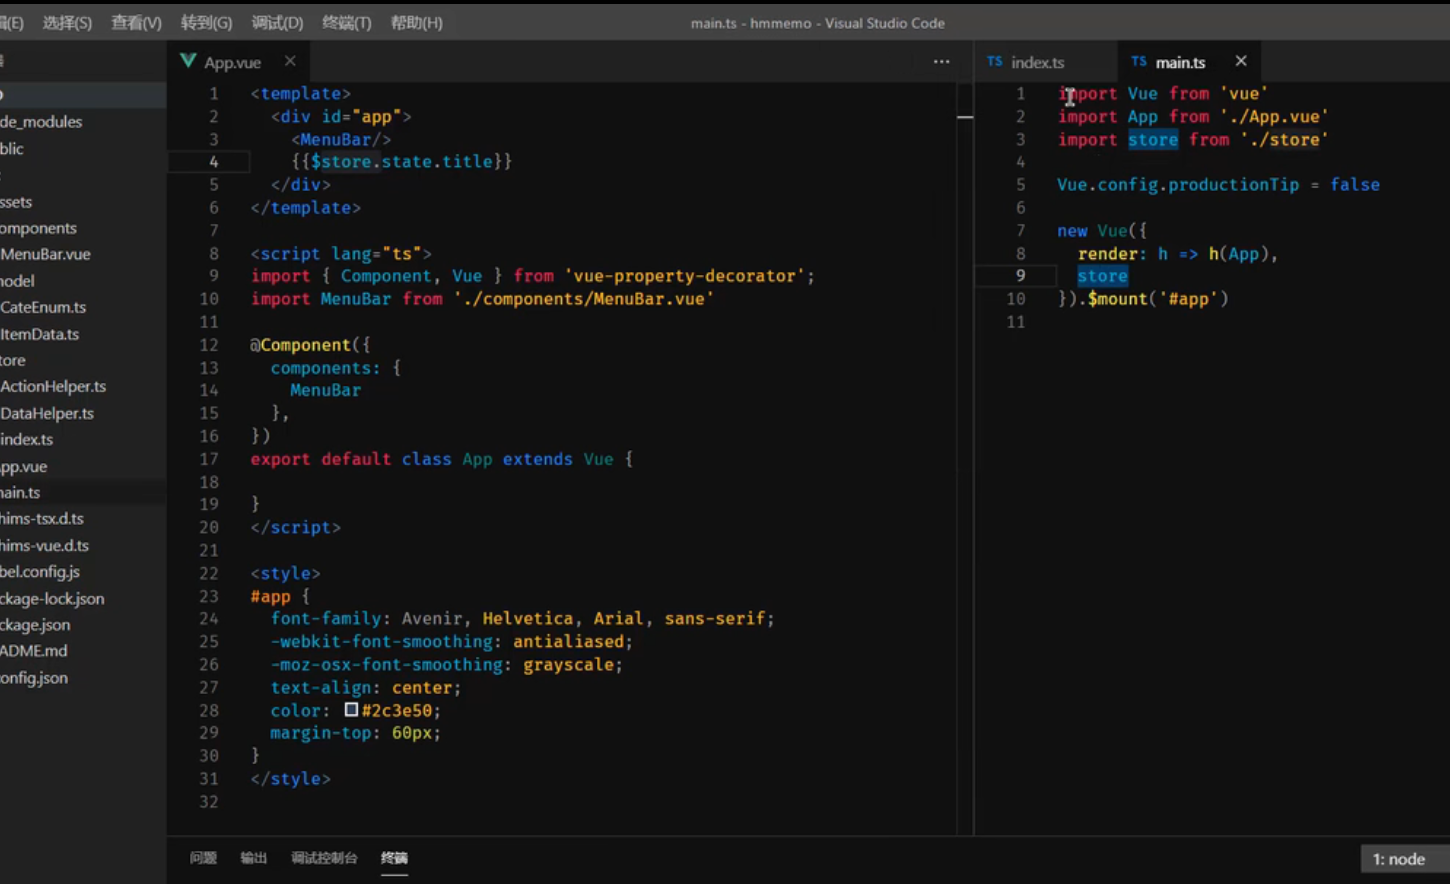 辑(E) 选择(S) 查看(V) 转到(G) 调试(D) 终端(T) 帮助(H) main.ts - hmmemo - Visual Studio Code
de_modules
blic
ssets
omponents
MenuBar.vue
odel
CateEnum.ts
ItemData.ts
tore
ActionHelper.ts
DataHelper.ts
index.ts
pp.vue
main.ts
hims-tsx.d.ts
hims-vue.d.ts
bel.config.js
ckage-lock.json
ckage.json
ADME.md
onfig.json
App.vue ×
1 <template>
2 <div id="app">
3 <MenuBar/>
4 {{$store.state.title}}
5 </div>
6 </template>
7
8 <script lang="ts">
9 import { Component, Vue } from 'vue-property-decorator';
10 import MenuBar from './components/MenuBar.vue'
11
12 @Component({
13 components: {
14 MenuBar
15 },
16 })
17 export default class App extends Vue {
18
19 }
20 </script>
21
22 <style>
23 #app {
24 font-family: Avenir, Helvetica, Arial, sans-serif;
25 -webkit-font-smoothing: antialiased;
26 -moz-osx-font-smoothing: grayscale;
27 text-align: center;
28 color: #2c3e50;
29 margin-top: 60px;
30 }
31 </style>
32
TS index.ts TS main.ts ×
1 import Vue from 'vue'
2 import App from './App.vue'
3 import store from './store'
4
5 Vue.config.productionTip = false
6
7 new Vue({
8 render: h => h(App),
9 store
10 }).$mount('#app')
11
问题 输出 调试控制台 终端 1: node